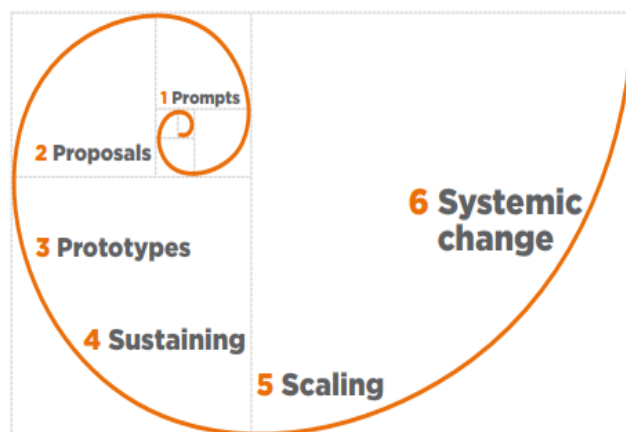 1 Prompts
2 Proposals
3 Prototypes
4 Sustaining
5 Scaling
6 Systemic
change